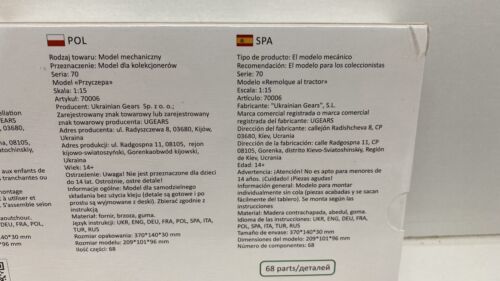 POL
Rodzaj towaru: Model mechaniczny
Przeznaczenie: Model dla kolekcjonerów
Seria: 70
Model «Przyczepa»
Skala: 1:15
Artykuł: 70006
Fabrykant: Ukrainian Gears Sp. z o. o.;
Zarejestrowany znak towarowy lub zarejestrowany
znak towarowy fabrykanta: UGEARS
Adres producenta: ul. Radyszczewa 8, 03680, Kijów,
Ukraina
Adres produkcji: ul. Radgospna 11, 08105, rejon
kijowo-swiatoszynski, Gorenkaobwód kijowski,
Ukraina
Wiek: 14+
Ostrzeżenie: Uwaga! Nie jest przeznaczone dla dzieci
do 14 lat. Ostrożnie, ostre detale!
Informacje ogólne: Model dla samodzielnego
składania bez użycia kleju (detale są gotowe i po
prostu są wyjmowane z deski). Zbierać zgodnie z
instrukcją
Materiał: fornir, brzoza, guma.
Język instrukcji: UKR, ENG, DEU, FRA, POL, SPA, ITA,
TUR, RUS
Rozmiar opakowania: 370*140*30 mm
Rozmiar modelu: 209*101*96 mm
Ilość części: 68
SPA
Tipo de producto: El modelo mecánico
Recomendación: El modelo para los coleccionistas
Serie: 70
Modelo «Remolque al tractor»
Escala: 1:15
Artículo: 70006
Fabricante: "Ukrainian Gears", S.L.
Marca comercial registrada o marca comercial
registrada del fabricante: UGEARS
Dirección del fabricante: callejón Radishcheva 8, CP
03680, Kiev, Ucrania
Dirección de fabricación: calle Radgospna 11, CP
08105, Gorenka, distrito Kievo-Sviatoshinskiy,
Región de Kiev, Ucrania
Edad: 14+
Advertencia: ¡Atención! No es apto para menores
de 14 años. ¡Cuidado! ¡Piezas agudas!
Información general: Modelo para montar
individualmente sin cola (piezas acabadas y se sacan
fácilmente del tablero). Se monta según las
instrucciones
Materiales: Madera contrachapada, abedul, goma.
Idioma de las instrucciones: UKR, ENG, DEU, FRA,
POL, SPA, ITA, TUR, RUS
Tamaño de envase: 370*140*30 mm
Dimensiones del modelo: 209*101*96 mm
Número de componentes: 68
68 parts/деталей